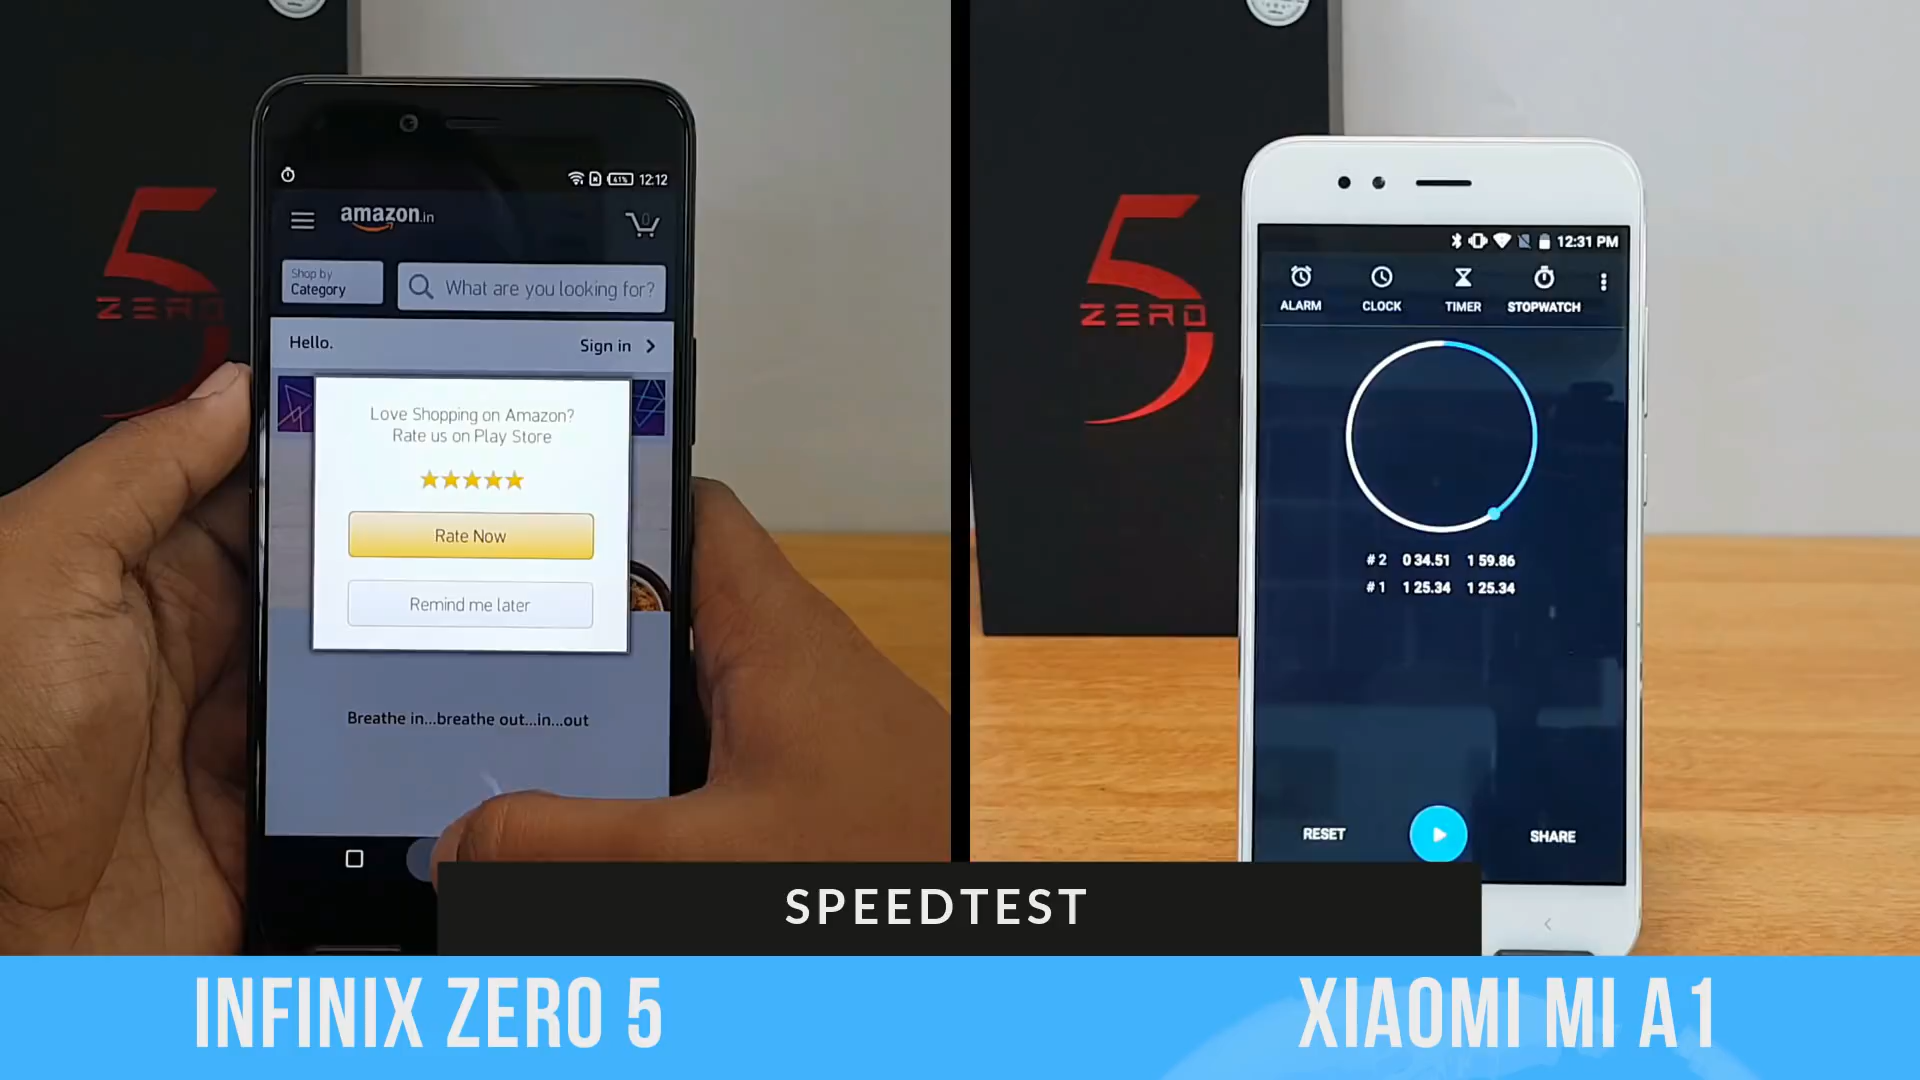 5
ZERO
12:12
amazon.in
0
Shop by
Category
What are you looking for?
Hello.
Sign in
Love Shopping on Amazon?
Rate us on Play Store
Rate Now
Remind me later
Breathe in...breathe out...in...out
5
ZERO
12:31 PM
ALARM
CLOCK
TIMER
STOPWATCH
# 2 0 34.51 1 59.86
# 1 1 25.34 1 25.34
RESET
SHARE
SPEEDTEST
INFINIX ZERO 5
XIAOMI MI A1